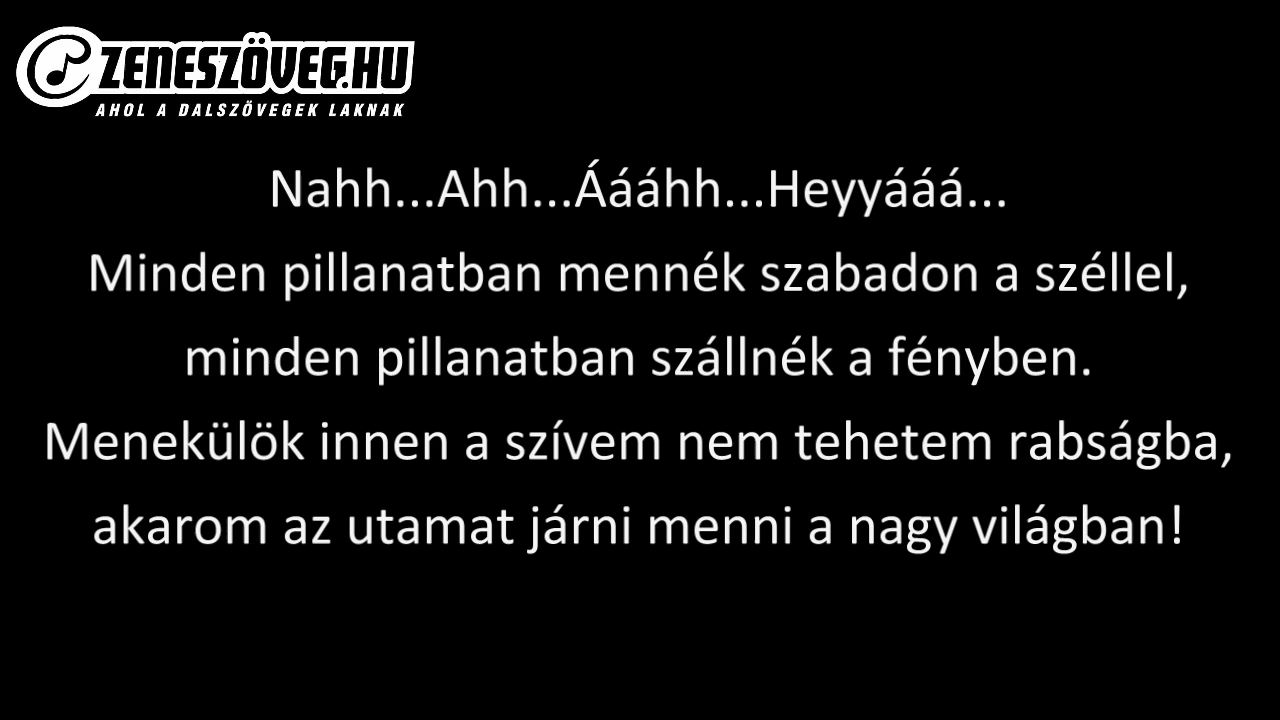 ZENESZÖVEG.HU
AHOL A DALSZÖVEGEK LAKNAK
Nahh...Ahh...Áááhh...Heyyááá...
Minden pillanatban mennék szabadon a széllel,
minden pillanatban szállnék a fényben.
Menekülök innen a szívem nem tehetem rabságba,
akarom az utamat járni menni a nagy világban!